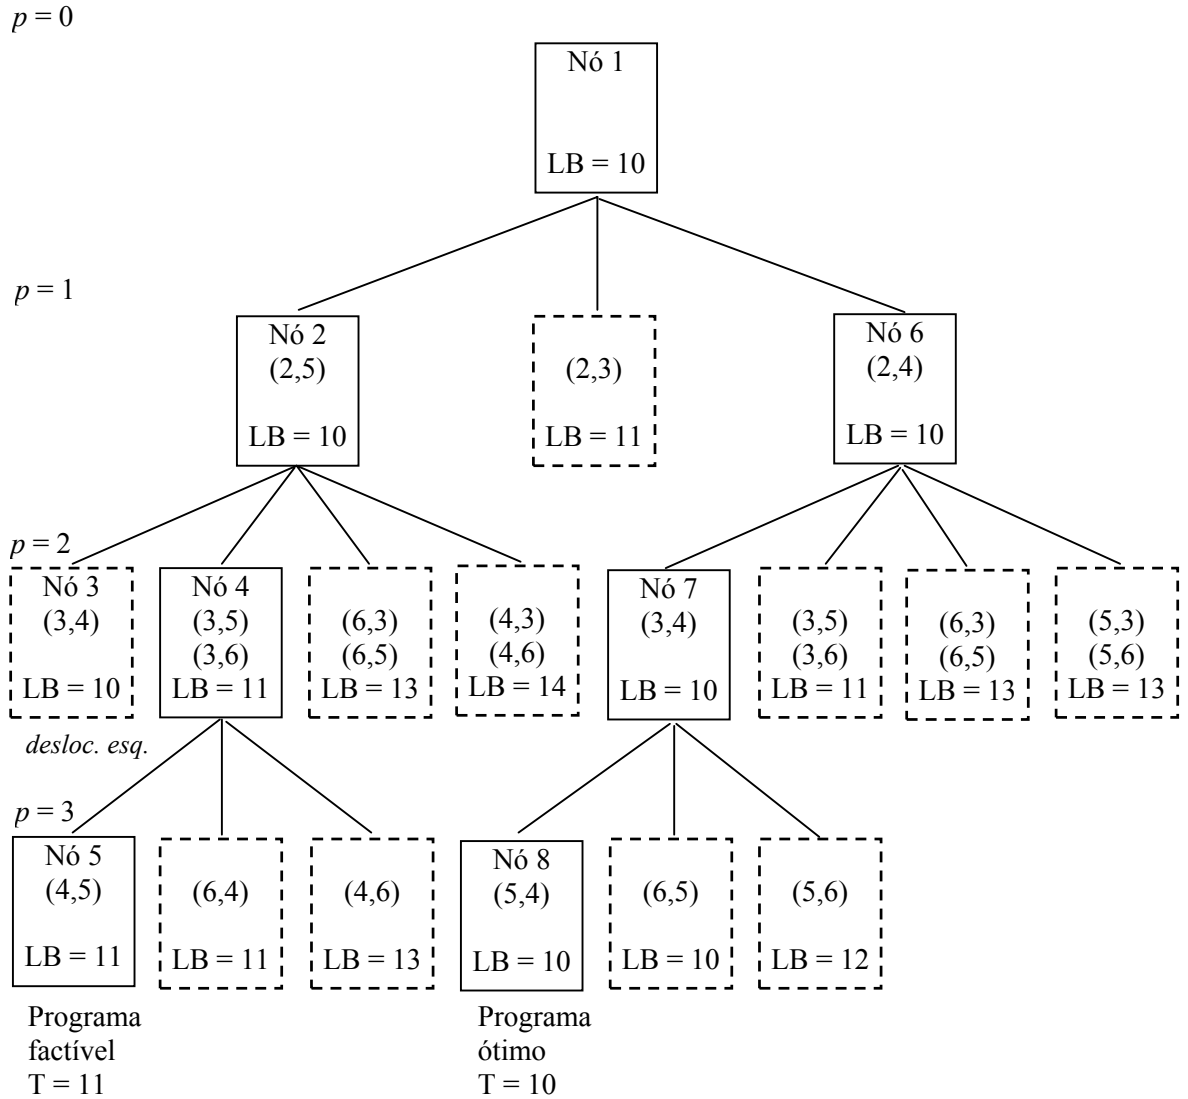 p = 0
Nó 1
LB = 10
p = 1
Nó 2
(2,5)
LB = 10
(2,3)
LB = 11
Nó 6
(2,4)
LB = 10
p = 2
Nó 3
(3,4)
LB = 10
desloc. esq.
Nó 4
(3,5)
(3,6)
LB = 11
(6,3)
(6,5)
LB = 13
(4,3)
(4,6)
LB = 14
Nó 7
(3,4)
LB = 10
(3,5)
(3,6)
LB = 11
(6,3)
(6,5)
LB = 13
(5,3)
(5,6)
LB = 13
p = 3
Nó 5
(4,5)
LB = 11
Programa
factível
T = 11
(6,4)
LB = 11
(4,6)
LB = 13
Nó 8
(5,4)
LB = 10
Programa
ótimo
T = 10
(6,5)
LB = 10
(5,6)
LB = 12